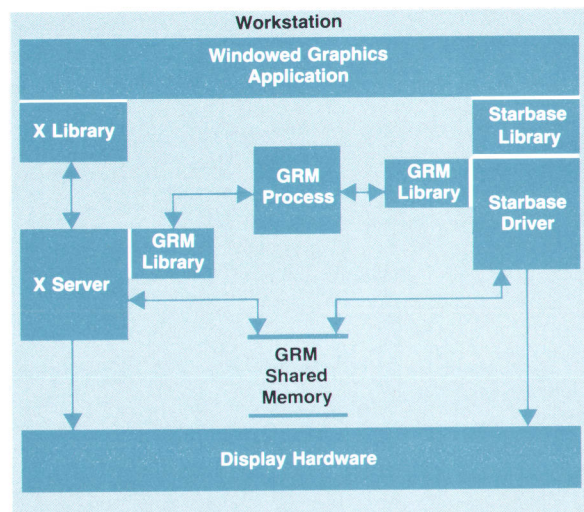 Workstation
Windowed Graphics
Application
X Library
Starbase
Library
GRM
Process
GRM
Library
Starbase
Driver
GRM
Library
X Server
GRM
Shared
Memory
Display Hardware